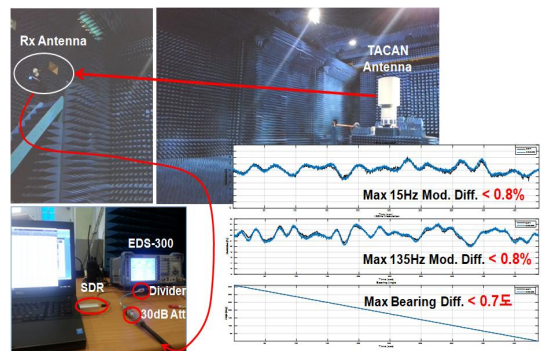 Rx Antenna
TACAN
Antenna
Max 15Hz Mod. Diff. < 0.8%
Max 135Hz Mod. Diff. < 0.8%
Max Bearing Diff. < 0.7도
EDS-300
SDR
Divider
30dB Att